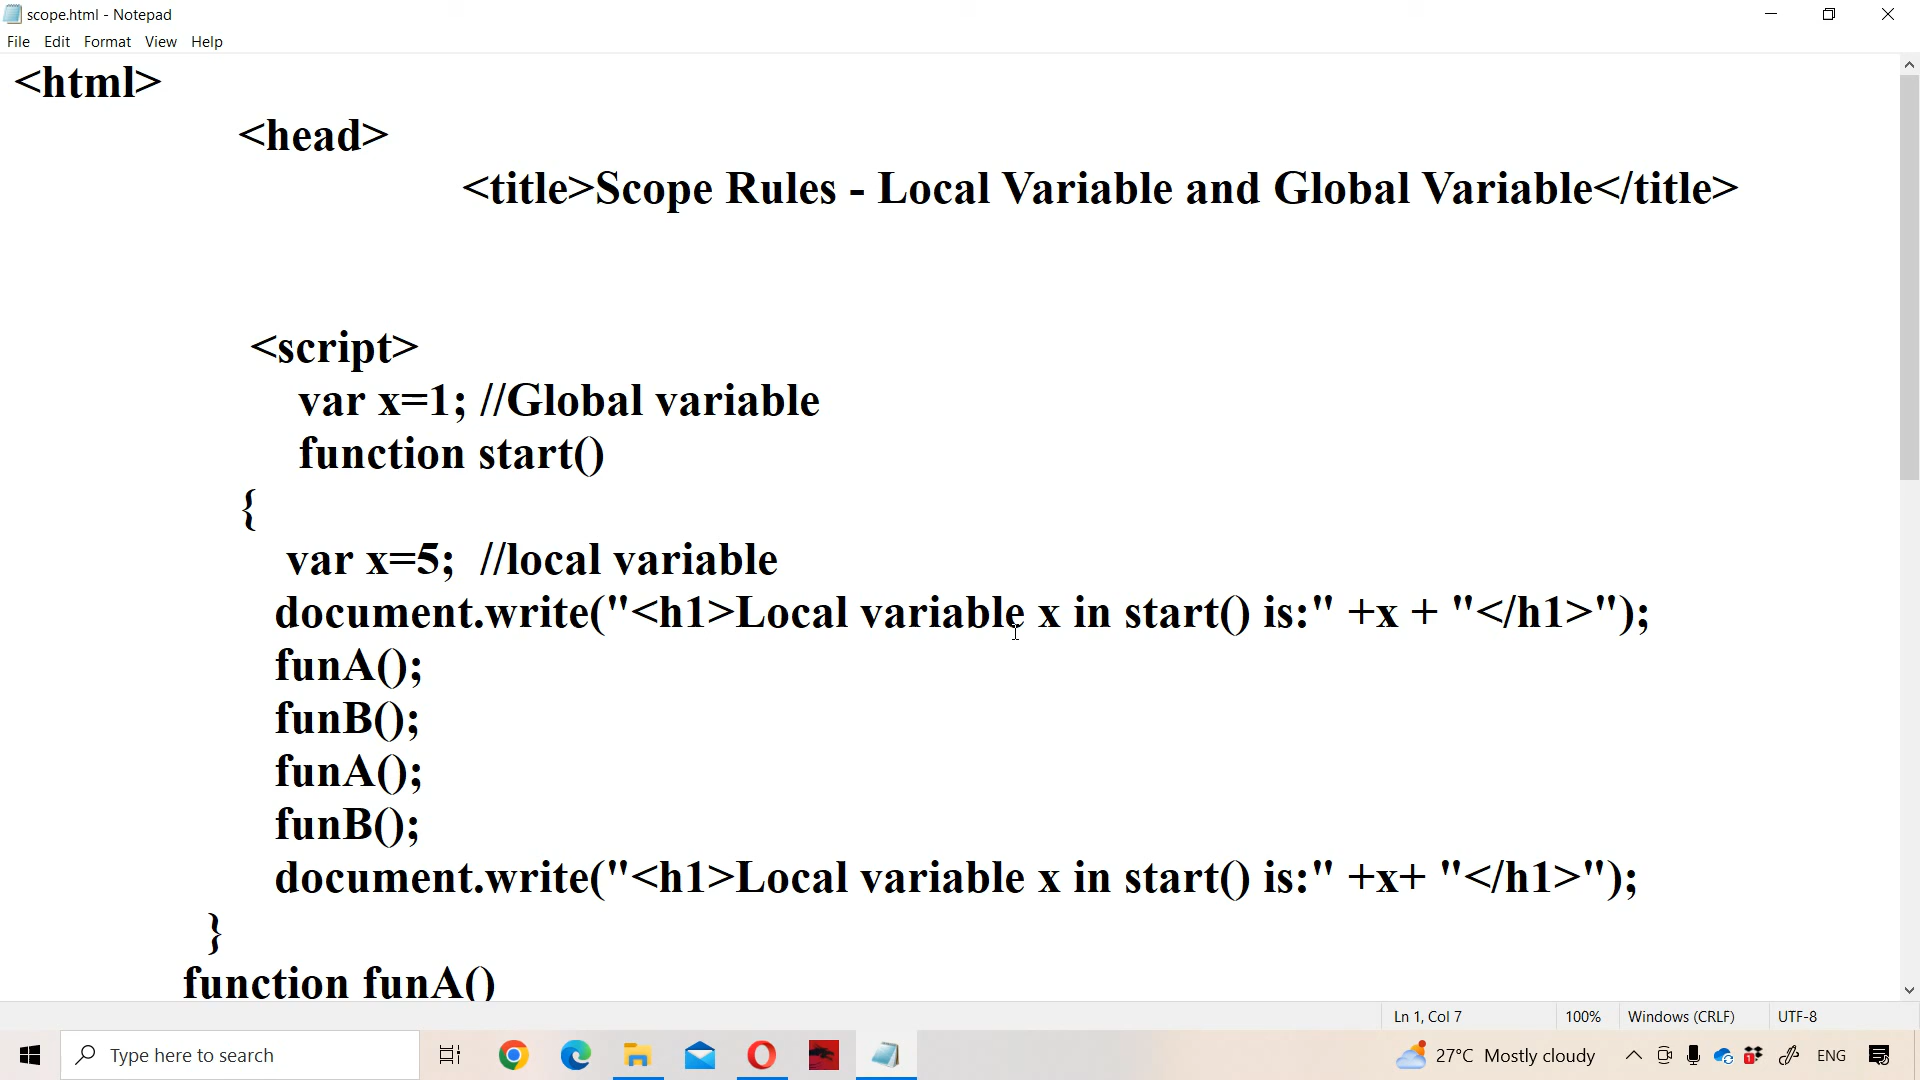 scope.html - Notepad
File Edit Format View Help
<html>
<head>
<title>Scope Rules - Local Variable and Global Variable</title>
<script>
var x=1; //Global variable
function start()
{
var x=5;  //local variable
document.write("<h1>Local variable x in start() is:" +x + "</h1>");
funA();
funB();
funA();
funB();
document.write("<h1>Local variable x in start() is:" +x+ "</h1>");
}
function funA()
Ln 1, Col 7 100% Windows (CRLF) UTF-8
Type here to search 27°C Mostly cloudy ENG